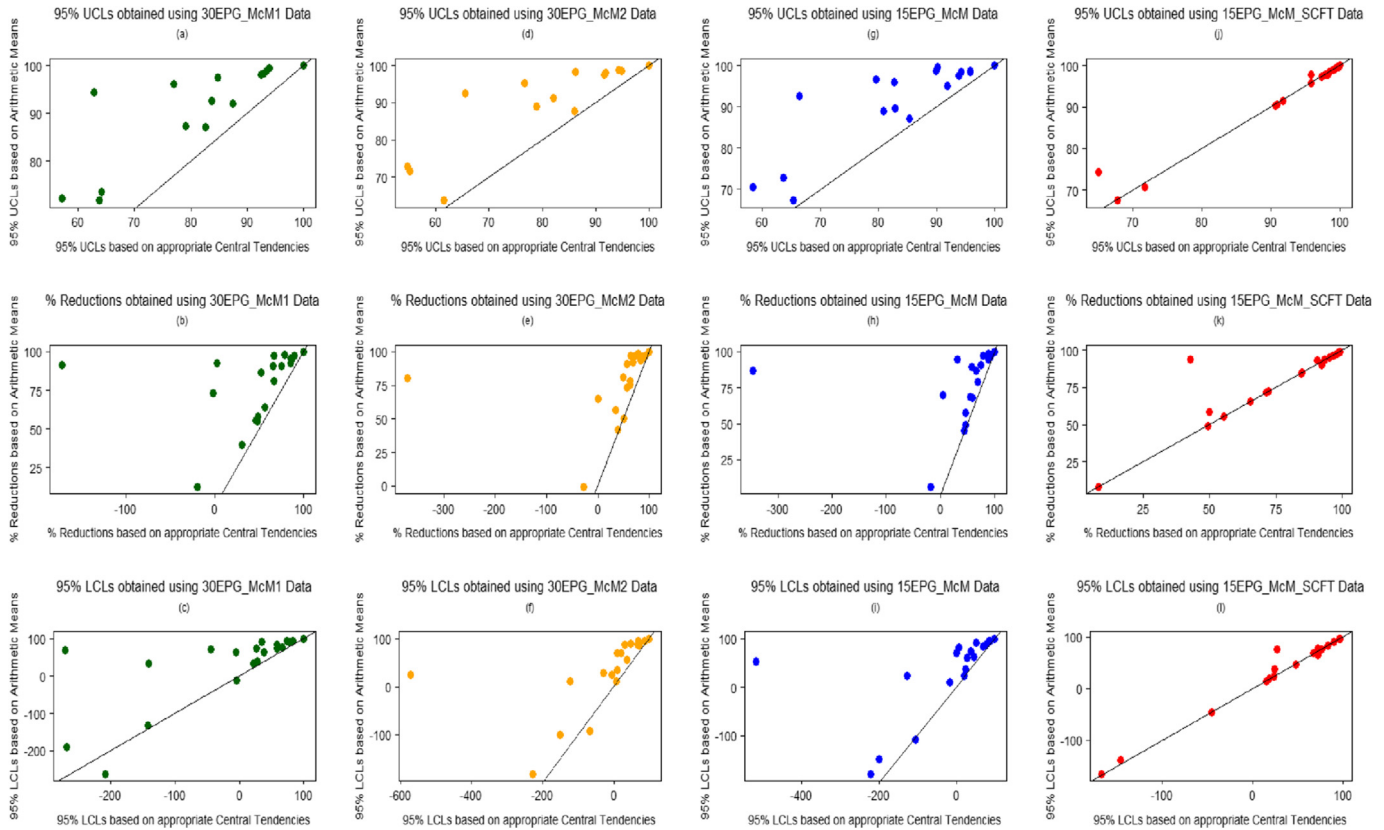 95% UCLs obtained using 30EPG_McM1 Data
(a)
95% UCLs based on Arithmetic Means
100
90
80
70
60
70
80
90
100
95% UCLs based on appropriate Central Tendencies
95% UCLs obtained using 30EPG_McM2 Data
(d)
95% UCLs based on Arithmetic Means
100
90
80
70
60
70
80
90
100
95% UCLs based on appropriate Central Tendencies
95% UCLs obtained using 15EPG_McM Data
(g)
95% UCLs based on Arithmetic Means
100
90
80
70
60
70
80
90
100
95% UCLs based on appropriate Central Tendencies
95% UCLs obtained using 15EPG_McM_SCFT Data
(j)
95% UCLs based on Arithmetic Means
100
90
80
70
70
80
90
100
95% UCLs based on appropriate Central Tendencies
% Reductions obtained using 30EPG_McM1 Data
(b)
% Reductions based on Arithmetic Means
100
75
50
25
-100
0
100
% Reductions based on appropriate Central Tendencies
% Reductions obtained using 30EPG_McM2 Data
(e)
% Reductions based on Arithmetic Means
100
75
50
25
0
-300
-200
-100
0
100
% Reductions based on appropriate Central Tendencies
% Reductions obtained using 15EPG_McM Data
(h)
% Reductions based on Arithmetic Means
100
75
50
25
-300
-200
-100
0
100
% Reductions based on appropriate Central Tendencies
% Reductions obtained using 15EPG_McM_SCFT Data
(k)
% Reductions based on Arithmetic Means
100
75
50
25
25
50
75
100
% Reductions based on appropriate Central Tendencies
95% LCLs obtained using 30EPG_McM1 Data
(c)
95% LCLs based on Arithmetic Means
100
0
-100
-200
-200
-100
0
100
95% LCLs based on appropriate Central Tendencies
95% LCLs obtained using 30EPG_McM2 Data
(f)
95% LCLs based on Arithmetic Means
100
0
-100
-600
-400
-200
0
95% LCLs based on appropriate Central Tendencies
95% LCLs obtained using 15EPG_McM Data
(i)
95% LCLs based on Arithmetic Means
100
0
-100
-400
-200
0
95% LCLs based on appropriate Central Tendencies
95% LCLs obtained using 15EPG_McM_SCFT Data
(l)
95% LCLs based on Arithmetic Means
100
0
-100
-100
0
100
95% LCLs based on appropriate Central Tendencies